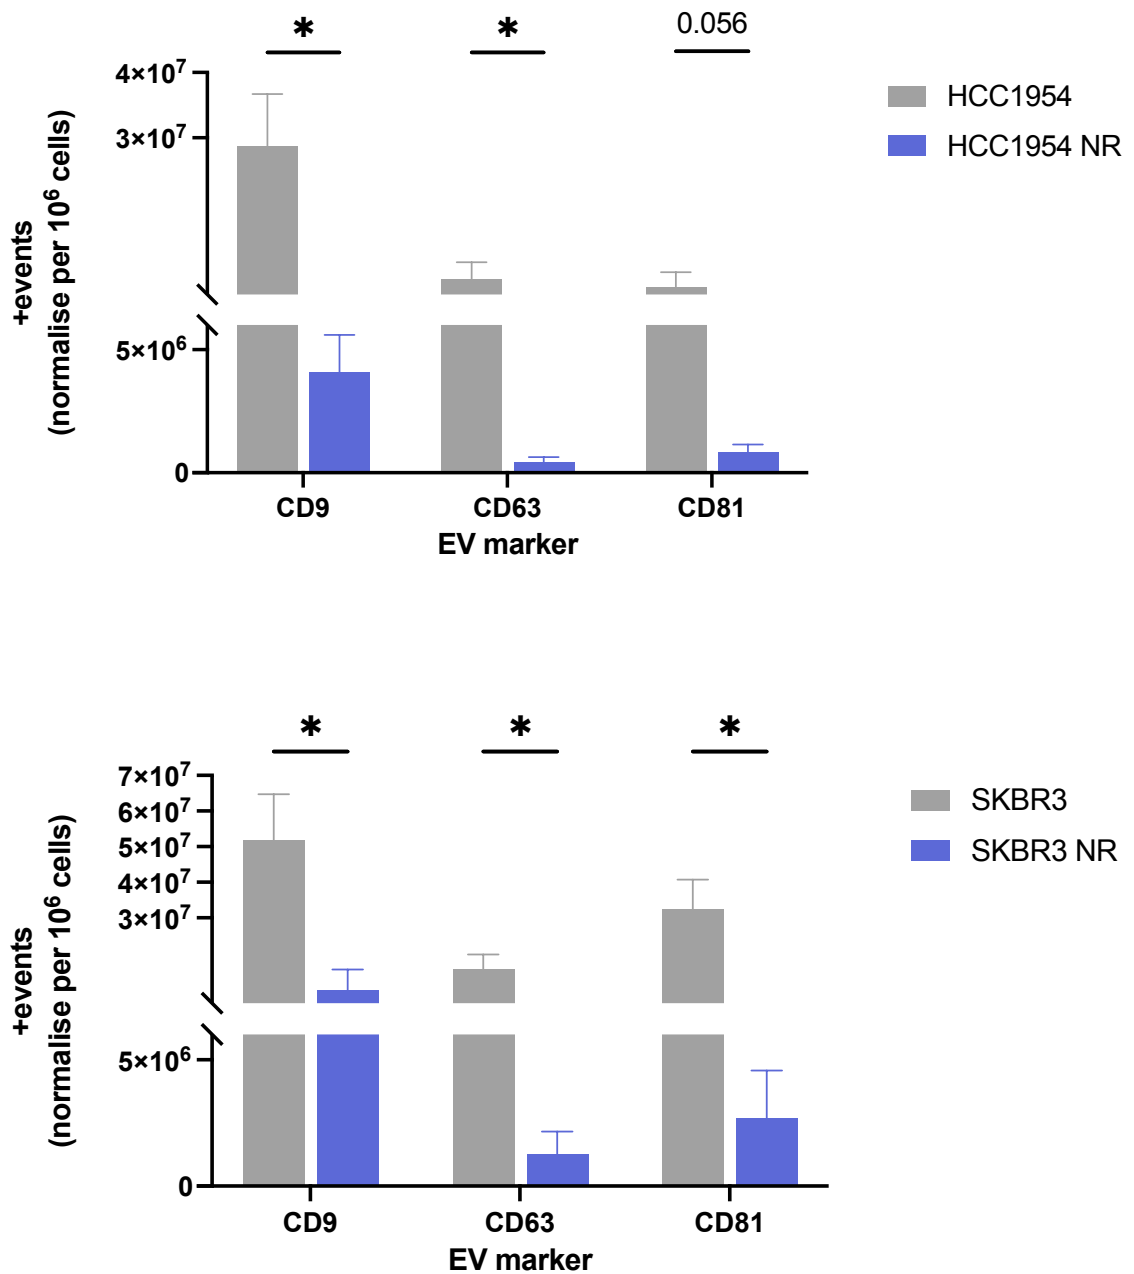 * * 0.056
4×10⁷
3×10⁷
5×10⁶
0
+events
(normalise per 10⁶ cells)
CD9 CD63 CD81
EV marker
HCC1954
HCC1954 NR
* * *
7×10⁷
6×10⁷
5×10⁷
4×10⁷
3×10⁷
5×10⁶
0
+events
(normalise per 10⁶ cells)
CD9 CD63 CD81
EV marker
SKBR3
SKBR3 NR